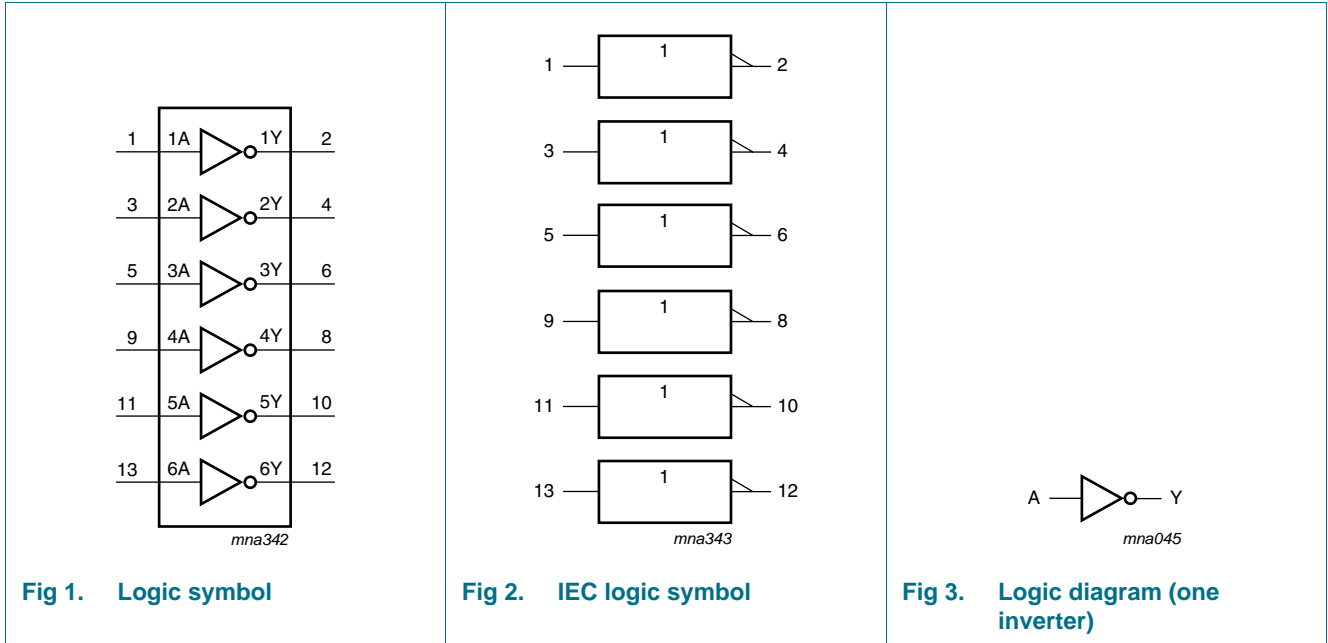 1 1A 1Y 2
3 2A 2Y 4
5 3A 3Y 6
9 4A 4Y 8
11 5A 5Y 10
13 6A 6Y 12
mna342
Fig 1. Logic symbol
1 1 2
3 1 4
5 1 6
9 1 8
11 1 10
13 1 12
mna343
Fig 2. IEC logic symbol
A Y
mna045
Fig 3. Logic diagram (one
inverter)